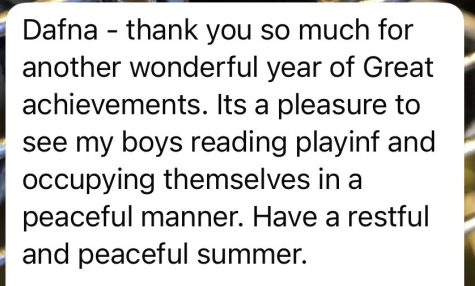 Dafna - thank you so much for
another wonderful year of Great
achievements. Its a pleasure to
see my boys reading playinf and
occupying themselves in a
peaceful manner. Have a restful
and peaceful summer.